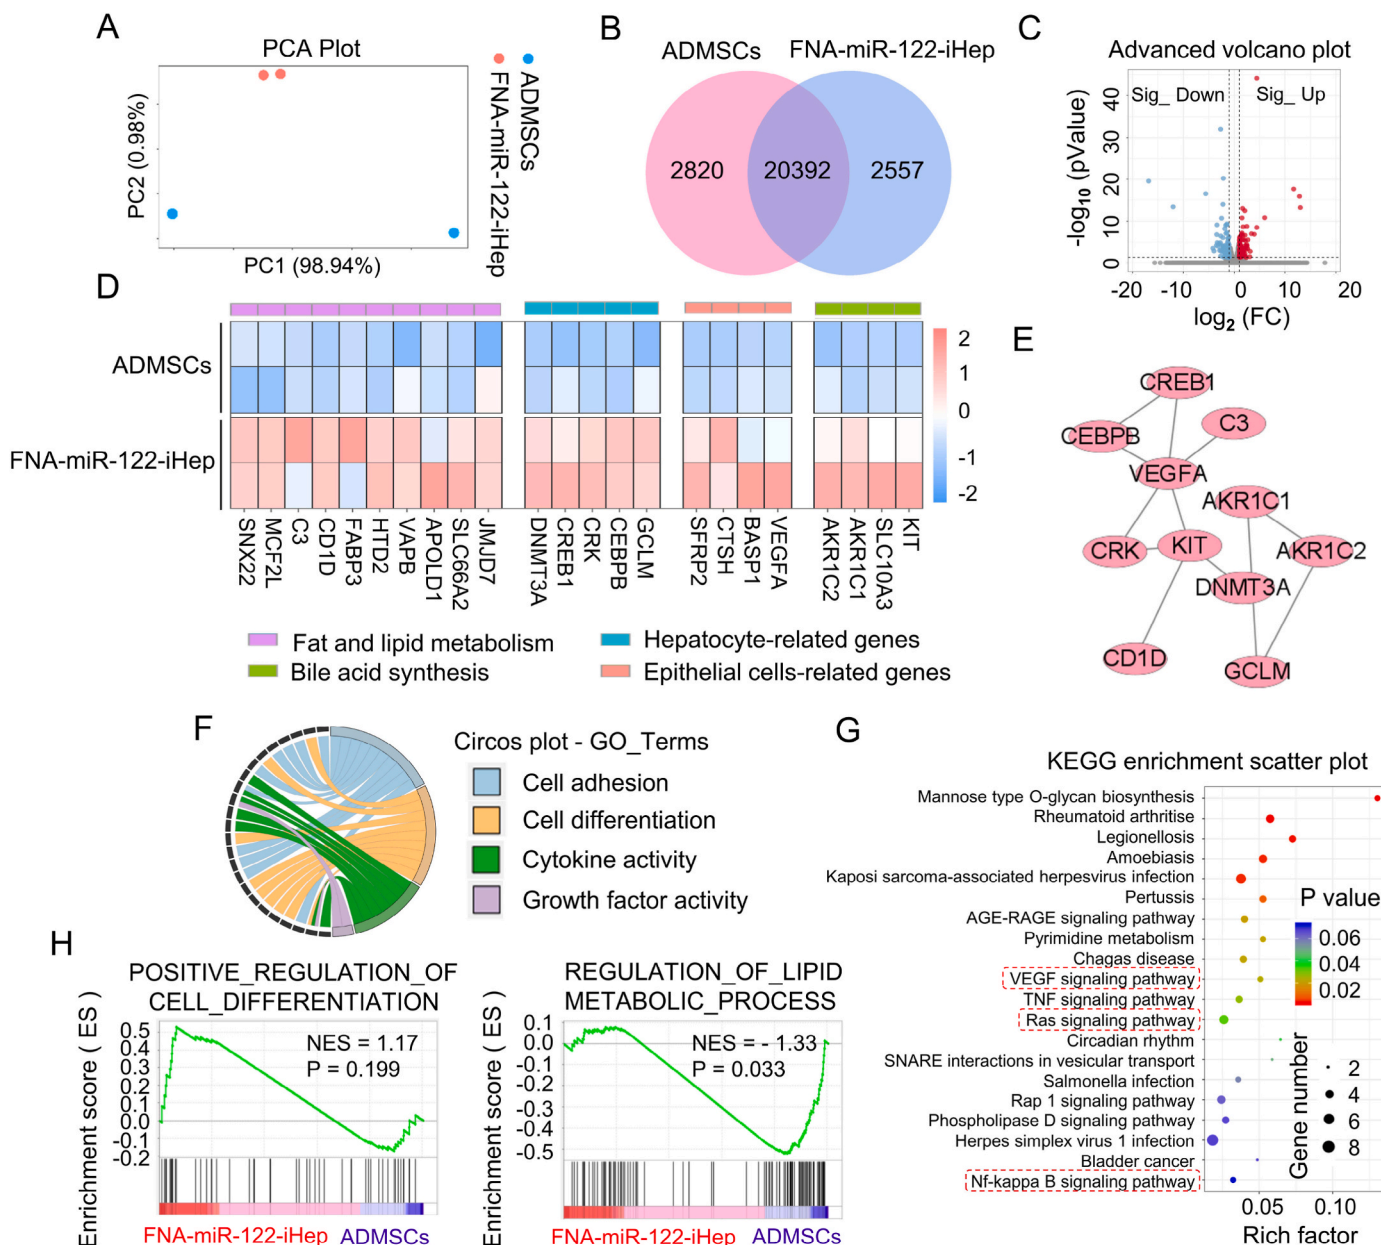 A
PCA Plot
PC2 (0.98%)
PC1 (98.94%)
ADMSCs
FNA-miR-122-iHep
B
ADMSCs
FNA-miR-122-iHep
2820
20392
2557
C
Advanced volcano plot
Sig_ Down
Sig_ Up
-log10 (pValue)
40
30
20
10
0
-20
-10
0
10
20
log2 (FC)
D
ADMSCs
FNA-miR-122-iHep
2
1
0
-1
-2
SNX22
MCF2L
C3
CD1D
FABP3
HTD2
VAPB
APOLD1
SLC66A2
JMJD7
DNMT3A
CREB1
CRK
CEBPB
GCLM
SFRP2
CTSH
BASP1
VEGFA
AKR1C2
AKR1C1
SLC10A3
KIT
Fat and lipid metabolism
Hepatocyte-related genes
Bile acid synthesis
Epithelial cells-related genes
E
CREB1
CEBPB
C3
VEGFA
AKR1C1
CRK
KIT
AKR1C2
DNMT3A
CD1D
GCLM
F
Circos plot - GO_Terms
Cell adhesion
Cell differentiation
Cytokine activity
Growth factor activity
G
KEGG enrichment scatter plot
Mannose type O-glycan biosynthesis
Rheumatoid arthritise
Legionellosis
Amoebiasis
Kaposi sarcoma-associated herpesvirus infection
Pertussis
AGE-RAGE signaling pathway
Pyrimidine metabolism
Chagas disease
VEGF signaling pathway
TNF signaling pathway
Ras signaling pathway
Circadian rhythm
SNARE interactions in vesicular transport
Salmonella infection
Rap 1 signaling pathway
Phospholipase D signaling pathway
Herpes simplex virus 1 infection
Bladder cancer
Nf-kappa B signaling pathway
P value
0.06
0.04
0.02
Gene number
2
4
6
8
0.05
0.10
Rich factor
H
POSITIVE_REGULATION_OF
CELL_DIFFERENTIATION
Enrichment score ( ES )
0.5
0.4
0.3
0.2
0.1
0.0
-0.1
-0.2
NES = 1.17
P = 0.199
FNA-miR-122-iHep
ADMSCs
REGULATION_OF_LIPID
METABOLIC_PROCESS
Enrichment score ( ES )
0.1
0.0
-0.1
-0.2
-0.3
-0.4
-0.5
NES = - 1.33
P = 0.033
FNA-miR-122-iHep
ADMSCs